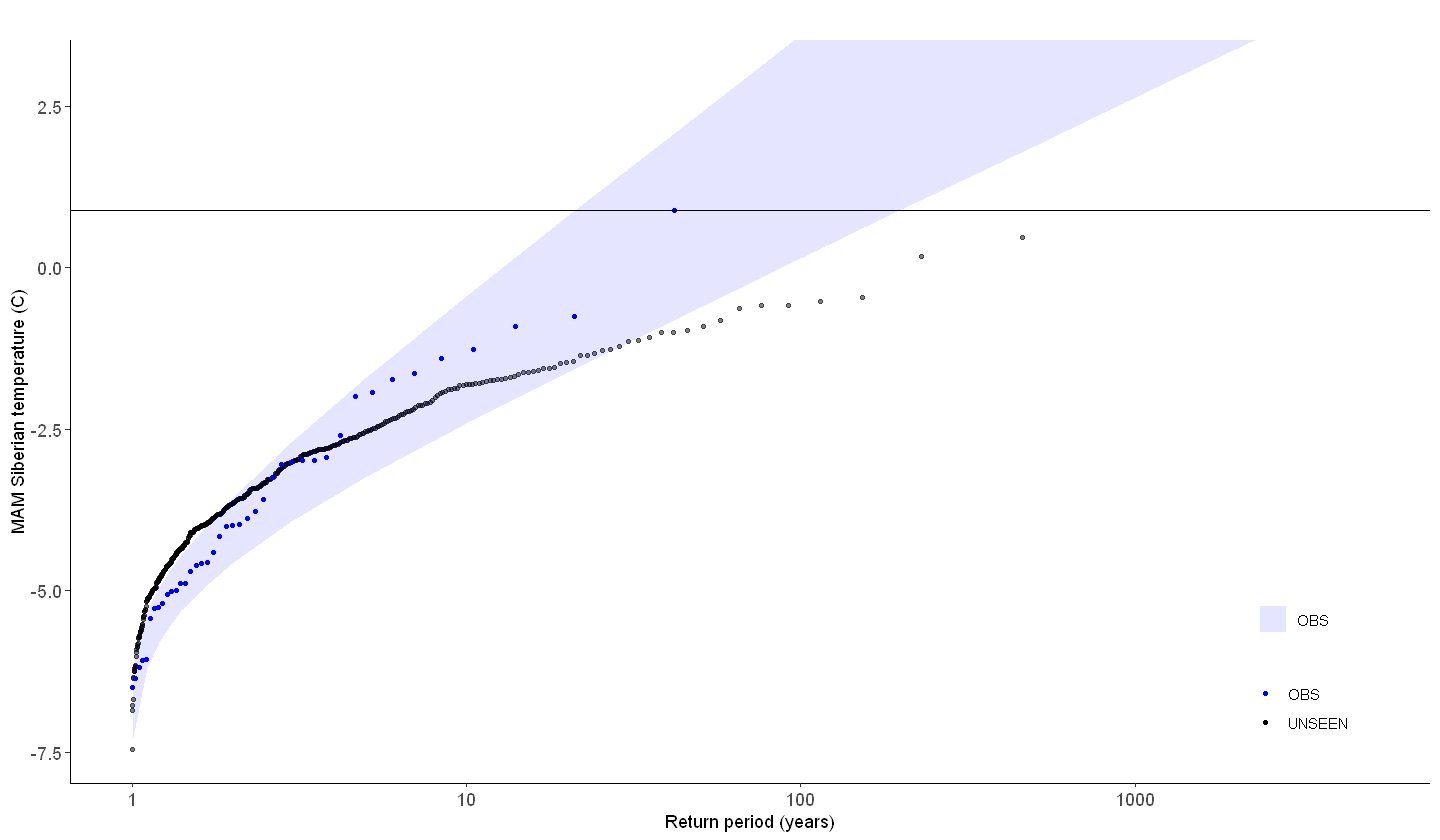 2.5
0.0
-2.5
-5.0
-7.5
MAM Siberian temperature (C)
1
10
100
1000
Return period (years)
OBS
OBS
UNSEEN